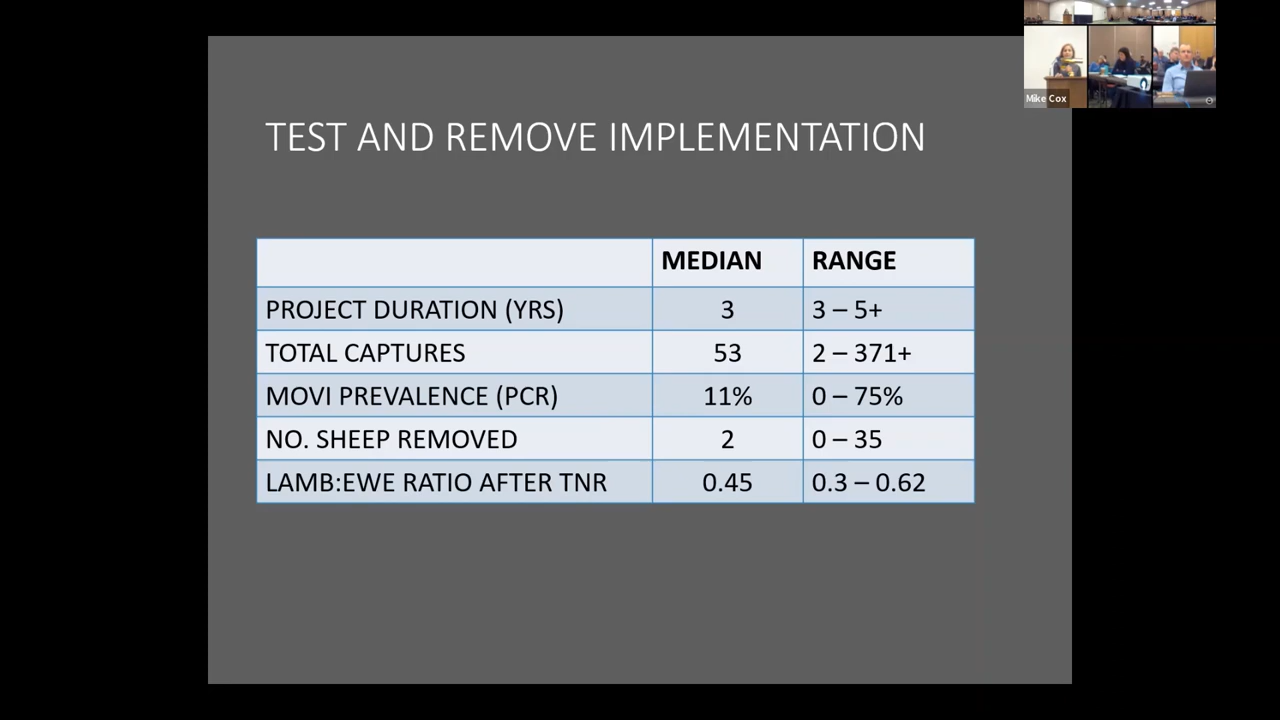 Mike Cox
TEST AND REMOVE IMPLEMENTATION
MEDIAN RANGE
PROJECT DURATION (YRS) 3 3 – 5+
TOTAL CAPTURES 53 2 – 371+
MOVI PREVALENCE (PCR) 11% 0 – 75%
NO. SHEEP REMOVED 2 0 – 35
LAMB:EWE RATIO AFTER TNR 0.45 0.3 – 0.62